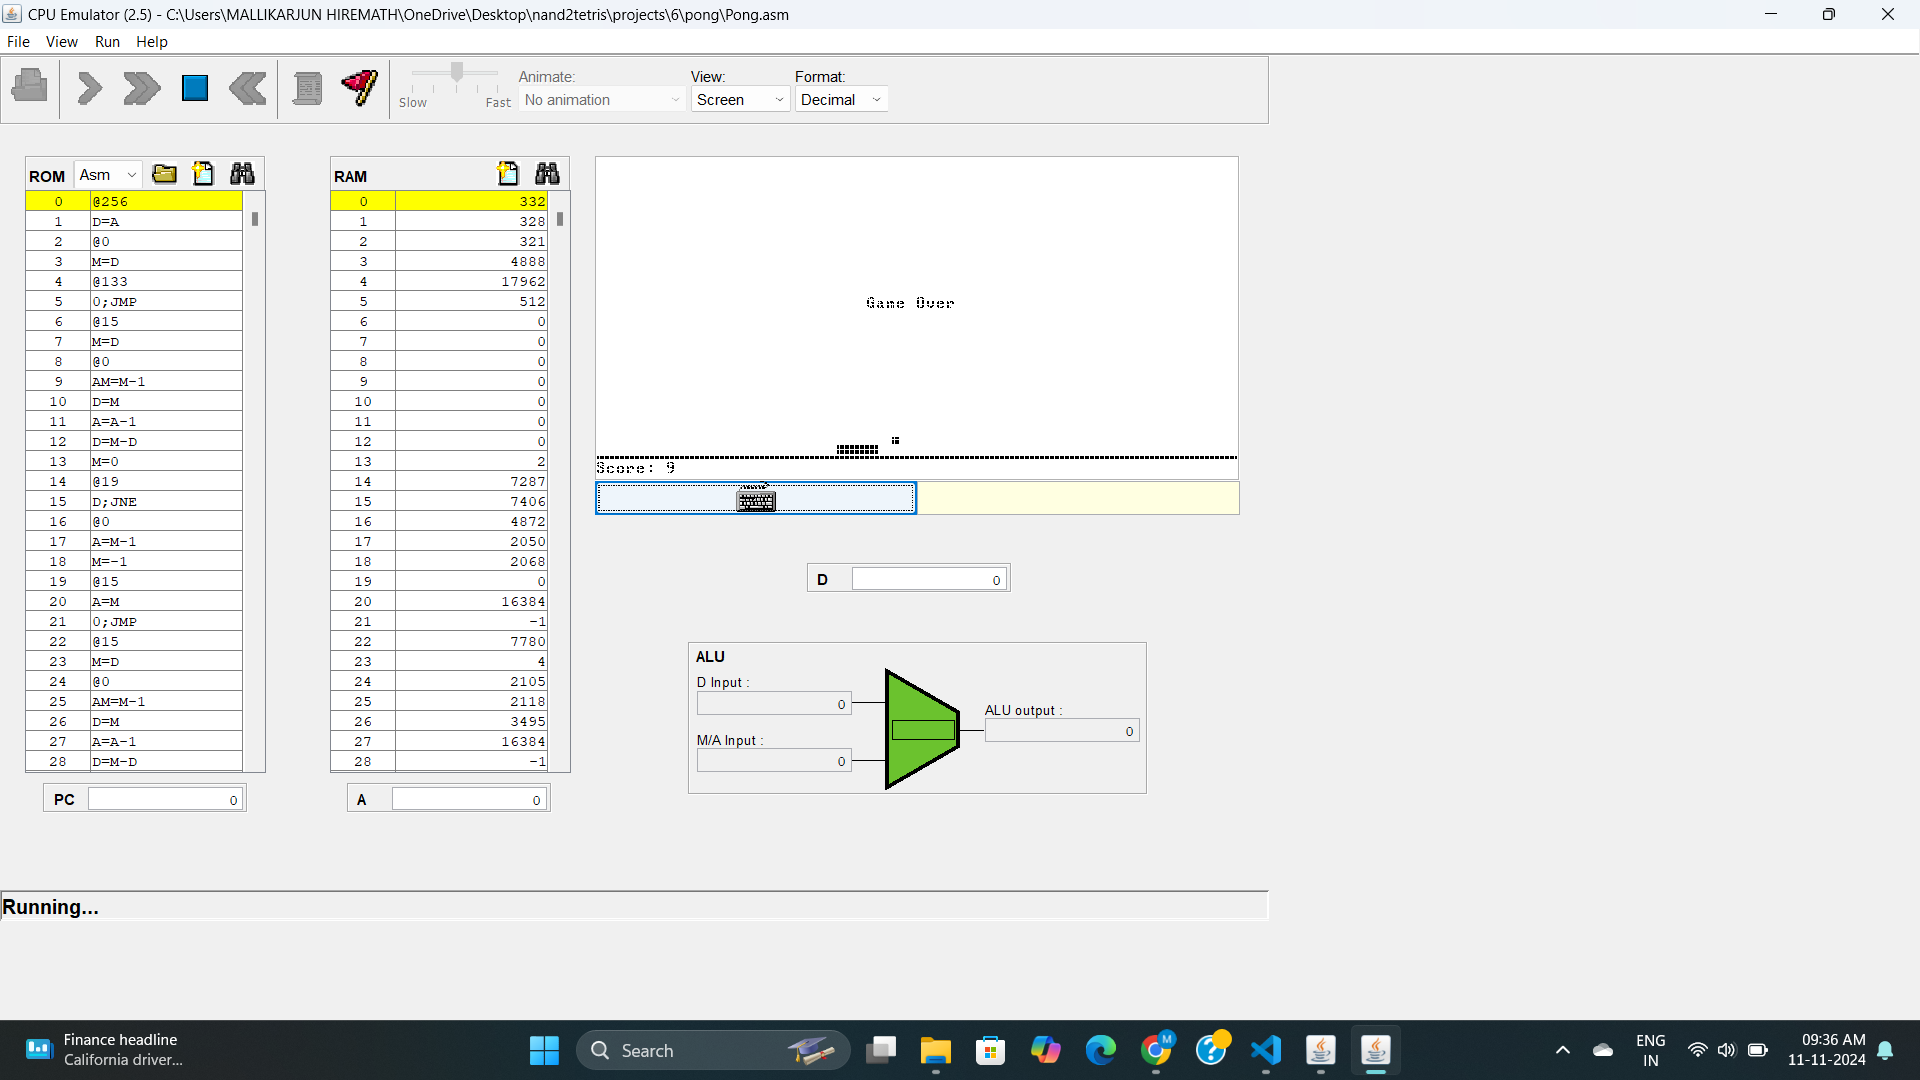 CPU Emulator (2.5) - C:\Users\MALLIKARJUN HIREMATH\OneDrive\Desktop\nand2tetris\projects\6\pong\Pong.asm
File View Run Help
Slow Fast
Animate:
No animation
View:
Screen
Format:
Decimal
ROM Asm
0 @256
1 D=A
2 @0
3 M=D
4 @133
5 0;JMP
6 @15
7 M=D
8 @0
9 AM=M-1
10 D=M
11 A=A-1
12 D=M-D
13 M=0
14 @19
15 D;JNE
16 @0
17 A=M-1
18 M=-1
19 @15
20 A=M
21 0;JMP
22 @15
23 M=D
24 @0
25 AM=M-1
26 D=M
27 A=A-1
28 D=M-D
PC 0
RAM
0 332
1 328
2 321
3 4888
4 17962
5 512
6 0
7 0
8 0
9 0
10 0
11 0
12 0
13 2
14 7287
15 7406
16 4872
17 2050
18 2068
19 0
20 16384
21 -1
22 7780
23 4
24 2105
25 2118
26 3495
27 16384
28 -1
A 0
Game Over
Score: 9
D 0
ALU
D Input :
0
M/A Input :
0
ALU output :
0
Running...
Finance headline
California driver...
Search
M
ENG
IN
09:36 AM
11-11-2024